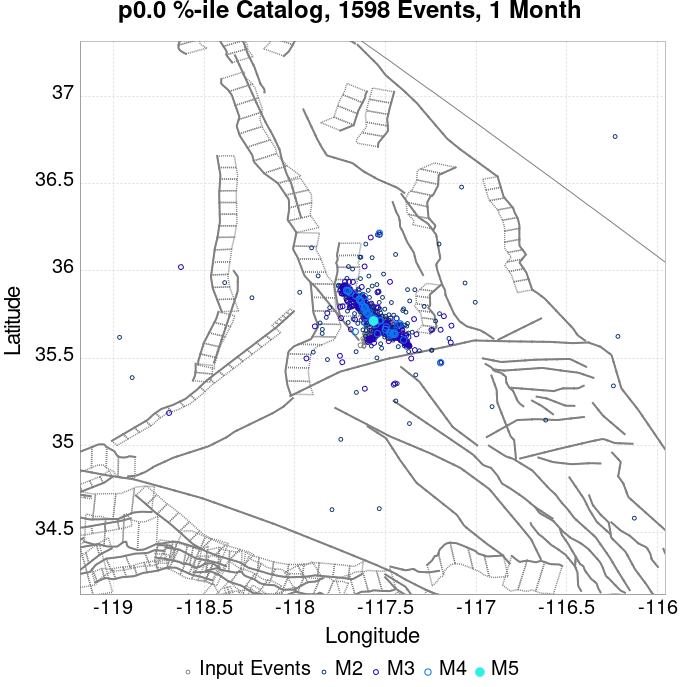 p0.0 %-ile Catalog, 1598 Events, 1 Month
37
36.5
36
35.5
35
34.5
Latitude
-119
-118.5
-118
-117.5
-117
-116.5
-116
Longitude
Input Events
M2
M3
M4
M5